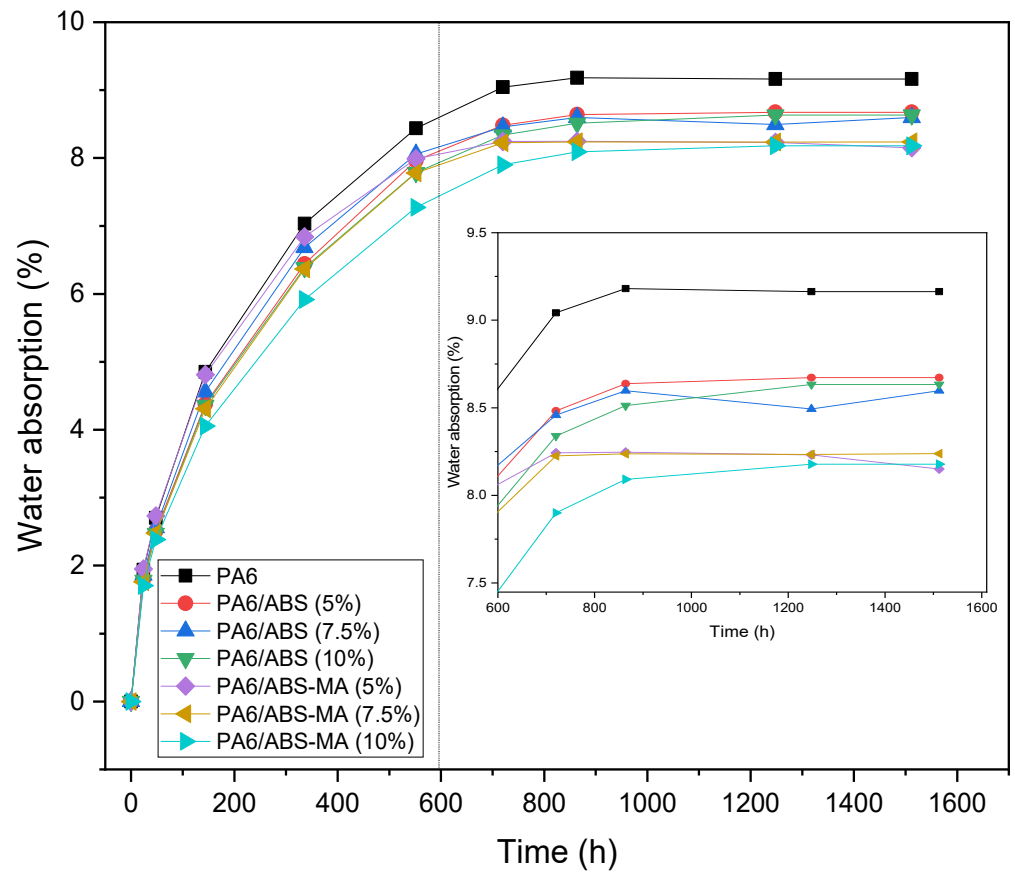 10
8
6
4
2
0
Water absorption (%)
0 200 400 600 800 1000 1200 1400 1600
Time (h)
PA6
PA6/ABS (5%)
PA6/ABS (7.5%)
PA6/ABS (10%)
PA6/ABS-MA (5%)
PA6/ABS-MA (7.5%)
PA6/ABS-MA (10%)
9.5
9.0
8.5
8.0
7.5
Water absorption (%)
600 800 1000 1200 1400 1600
Time (h)